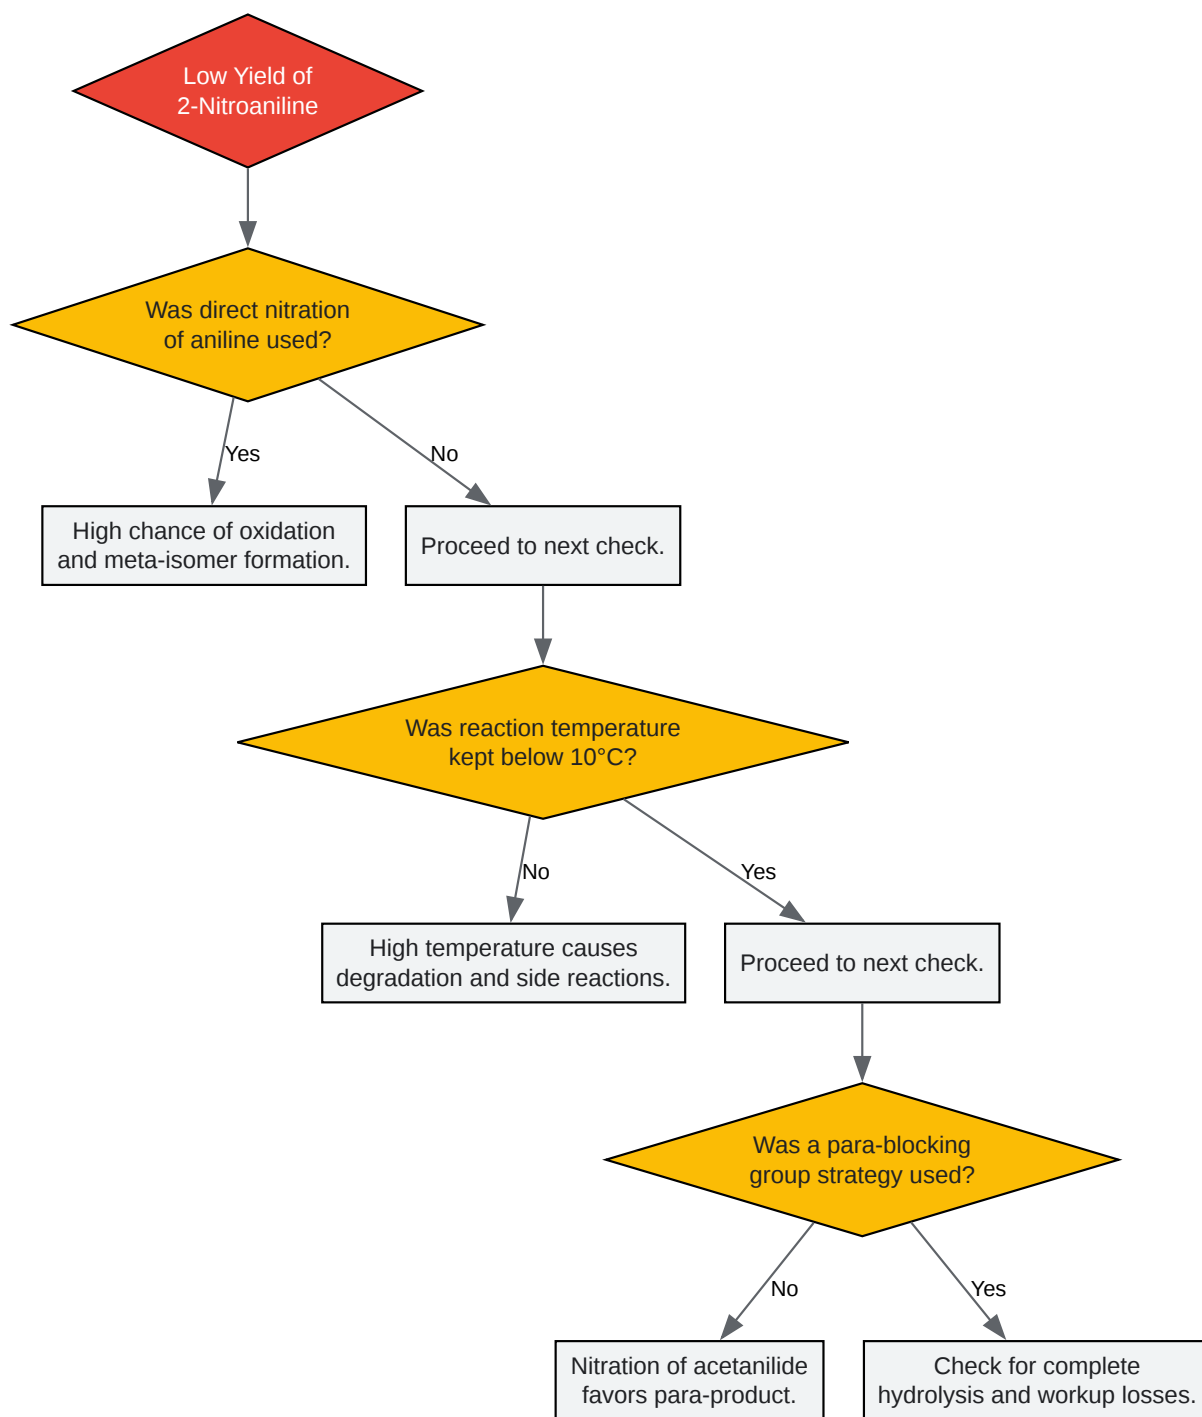 Low Yield of
2-Nitroaniline
Was direct nitration
of aniline used?
Yes
No
High chance of oxidation
and meta-isomer formation.
Proceed to next check.
Was reaction temperature
kept below 10°C?
No
Yes
High temperature causes
degradation and side reactions.
Proceed to next check.
Was a para-blocking
group strategy used?
No
Yes
Nitration of acetanilide
favors para-product.
Check for complete
hydrolysis and workup losses.